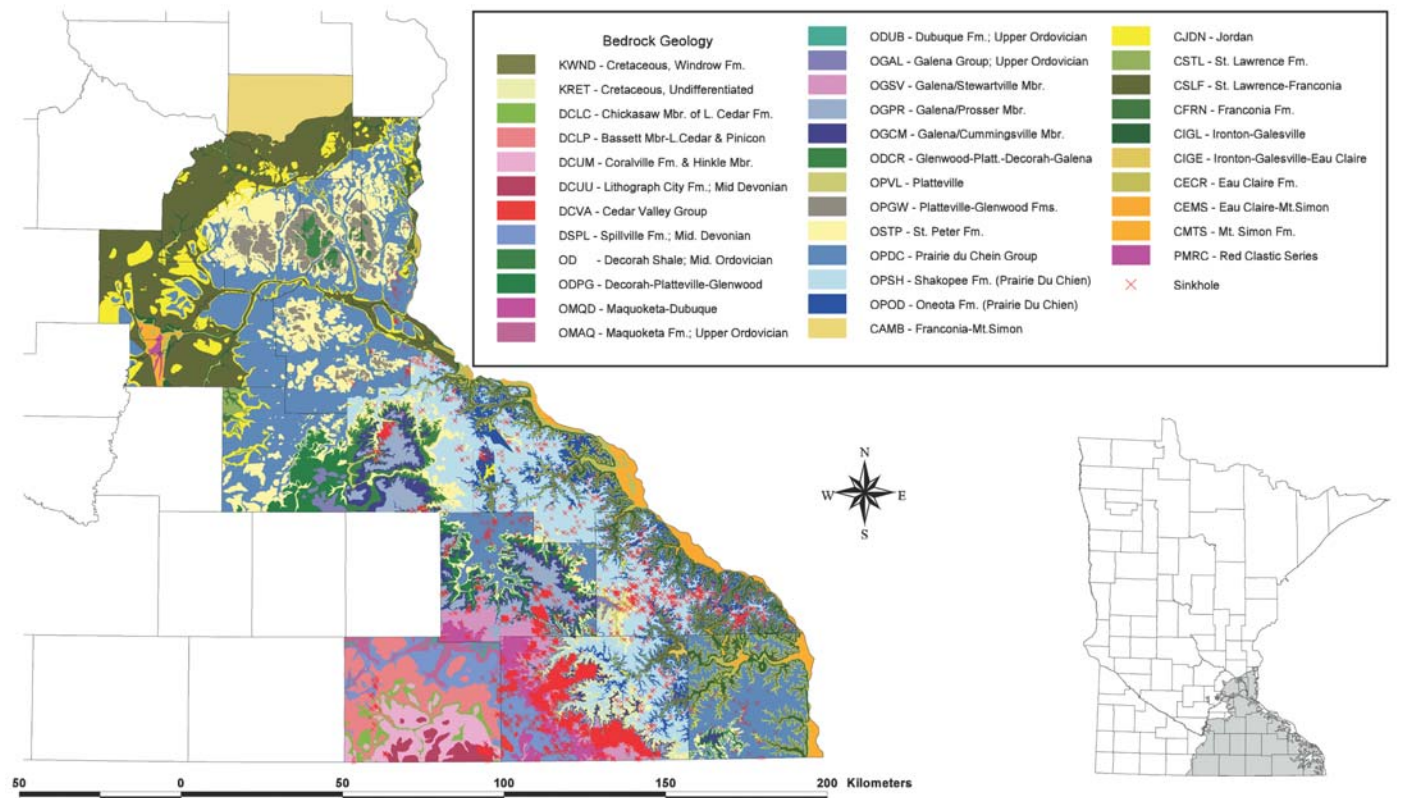 Bedrock Geology
KWND - Cretaceous, Windrow Fm.
KRET - Cretaceous, Undifferentiated
DCLC - Chickasaw Mbr. of L. Cedar Fm.
DCLP - Bassett Mbr-L.Cedar & Pinicon
DCUM - Coralville Fm. & Hinkle Mbr.
DCUU - Lithograph City Fm.; Mid Devonian
DCVA - Cedar Valley Group
DSPL - Spillville Fm.; Mid. Devonian
OD - Decorah Shale; Mid. Ordovician
ODPG - Decorah-Platteville-Glenwood
OMQD - Maquoketa-Dubuque
OMAQ - Maquoketa Fm.; Upper Ordovician
ODUB - Dubuque Fm.; Upper Ordovician
OGAL - Galena Group; Upper Ordovician
OGSV - Galena/Stewartville Mbr.
OGPR - Galena/Prosser Mbr.
OGCM - Galena/Cummingsville Mbr.
ODCR - Glenwood-Platt.-Decorah-Galena
OPVL - Platteville
OPGW - Platteville-Glenwood Fms.
OSTP - St. Peter Fm.
OPDC - Prairie du Chein Group
OPSH - Shakopee Fm. (Prairie Du Chien)
OPOD - Oneota Fm. (Prairie Du Chien)
CAMB - Franconia-Mt.Simon
CJDN - Jordan
CSTL - St. Lawrence Fm.
CSLF - St. Lawrence-Franconia
CFRN - Franconia Fm.
CIGL - Ironton-Galesville
CIGE - Ironton-Galesville-Eau Claire
CECR - Eau Claire Fm.
CEMS - Eau Claire-Mt.Simon
CMTS - Mt. Simon Fm.
PMRC - Red Clastic Series
Sinkhole
N
W E
S
50 0 50 100 150 200 Kilometers